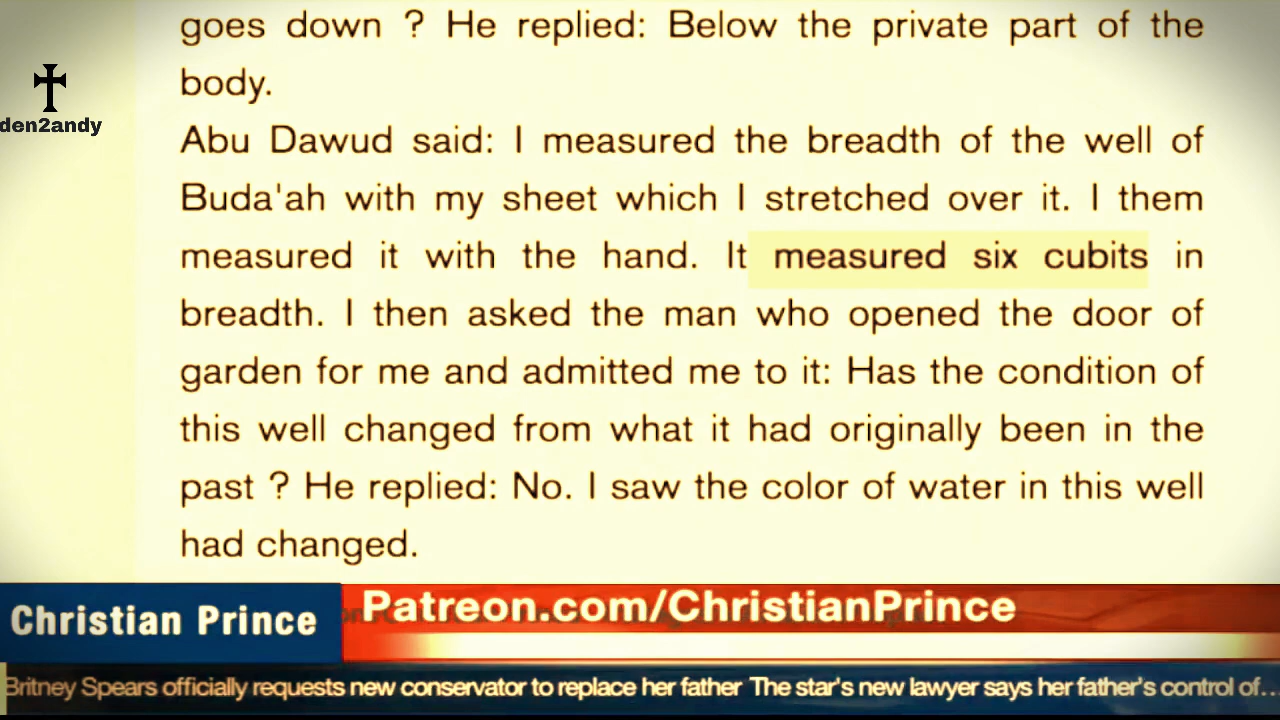 goes down ? He replied: Below the private part of the
body.
den2andy
Abu Dawud said: I measured the breadth of the well of
Buda'ah with my sheet which I stretched over it. I them
measured it with the hand. It measured six cubits in
breadth. I then asked the man who opened the door of
garden for me and admitted me to it: Has the condition of
this well changed from what it had originally been in the
past ? He replied: No. I saw the color of water in this well
had changed.
Christian Prince
Patreon.com/ChristianPrince
Britney Spears officially requests new conservator to replace her father The star's new lawyer says her father's control of...